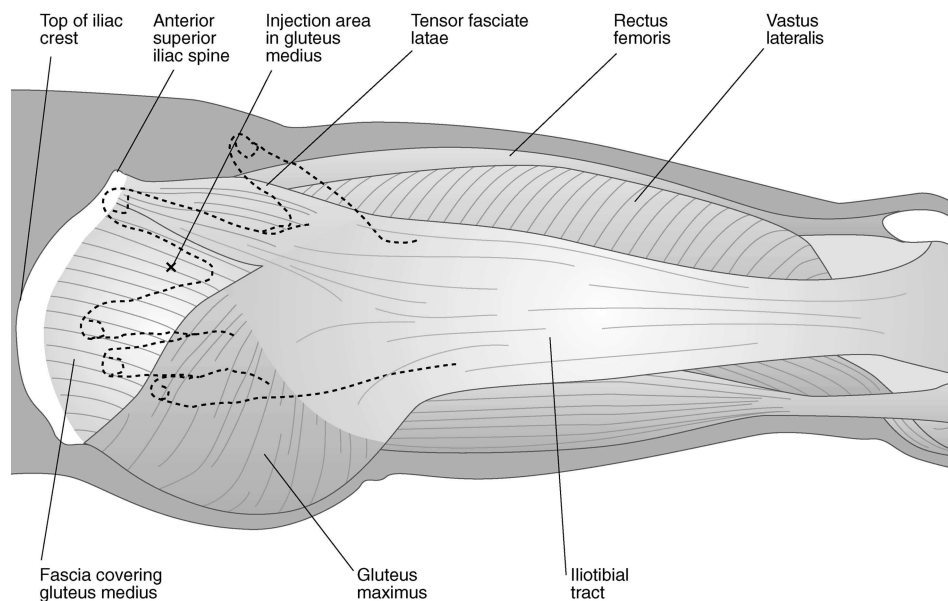 Top of iliac
crest
Anterior
superior
iliac spine
Injection area
in gluteus
medius
Tensor fasciate
latae
Rectus
femoris
Vastus
lateralis
Fascia covering
gluteus medius
Gluteus
maximus
Iliotibial
tract